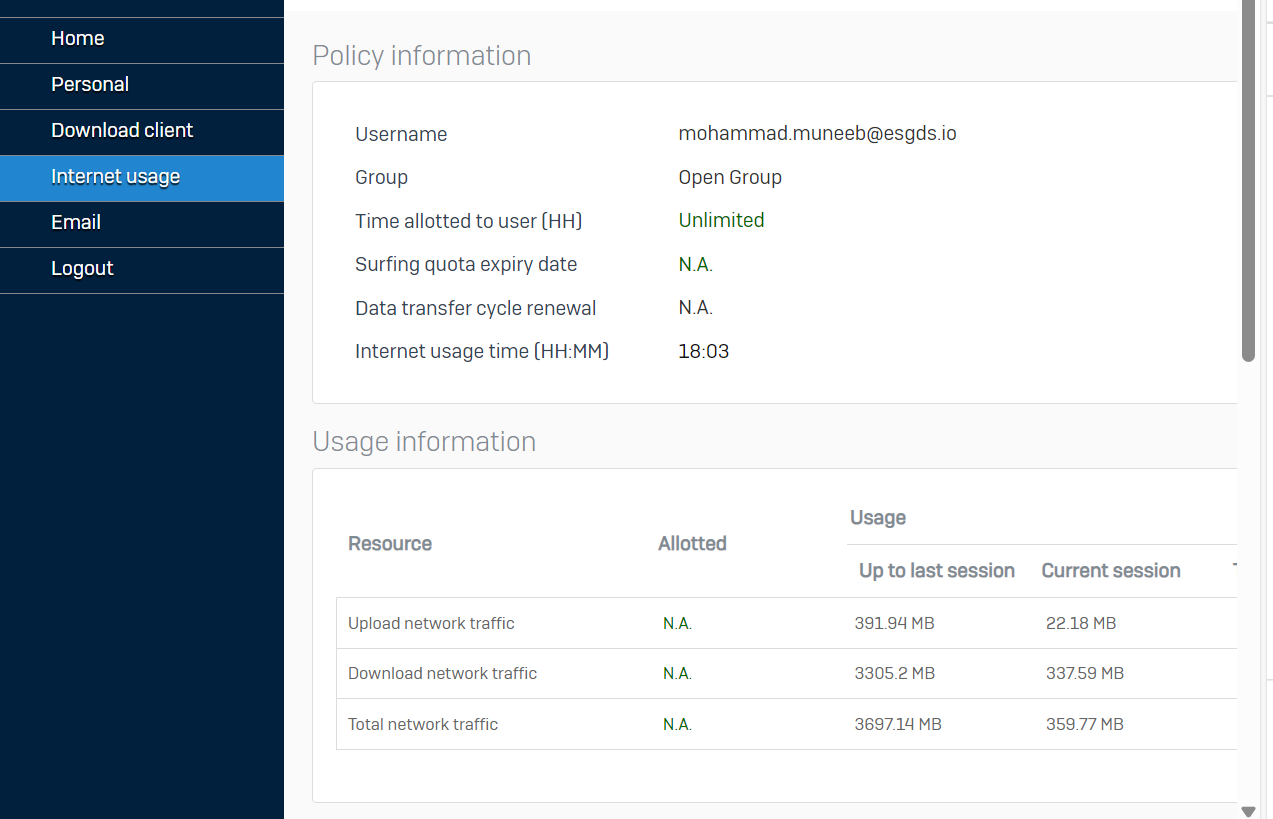 Home
Personal
Download client
Internet usage
Email
Logout
Policy information
Username mohammad.muneeb@esgds.io
Group Open Group
Time allotted to user (HH) Unlimited
Surfing quota expiry date N.A.
Data transfer cycle renewal N.A.
Internet usage time (HH:MM) 18:03
Usage information
Resource Allotted Usage
Up to last session Current session
Upload network traffic N.A. 391.94 MB 22.18 MB
Download network traffic N.A. 3305.2 MB 337.59 MB
Total network traffic N.A. 3697.14 MB 359.77 MB